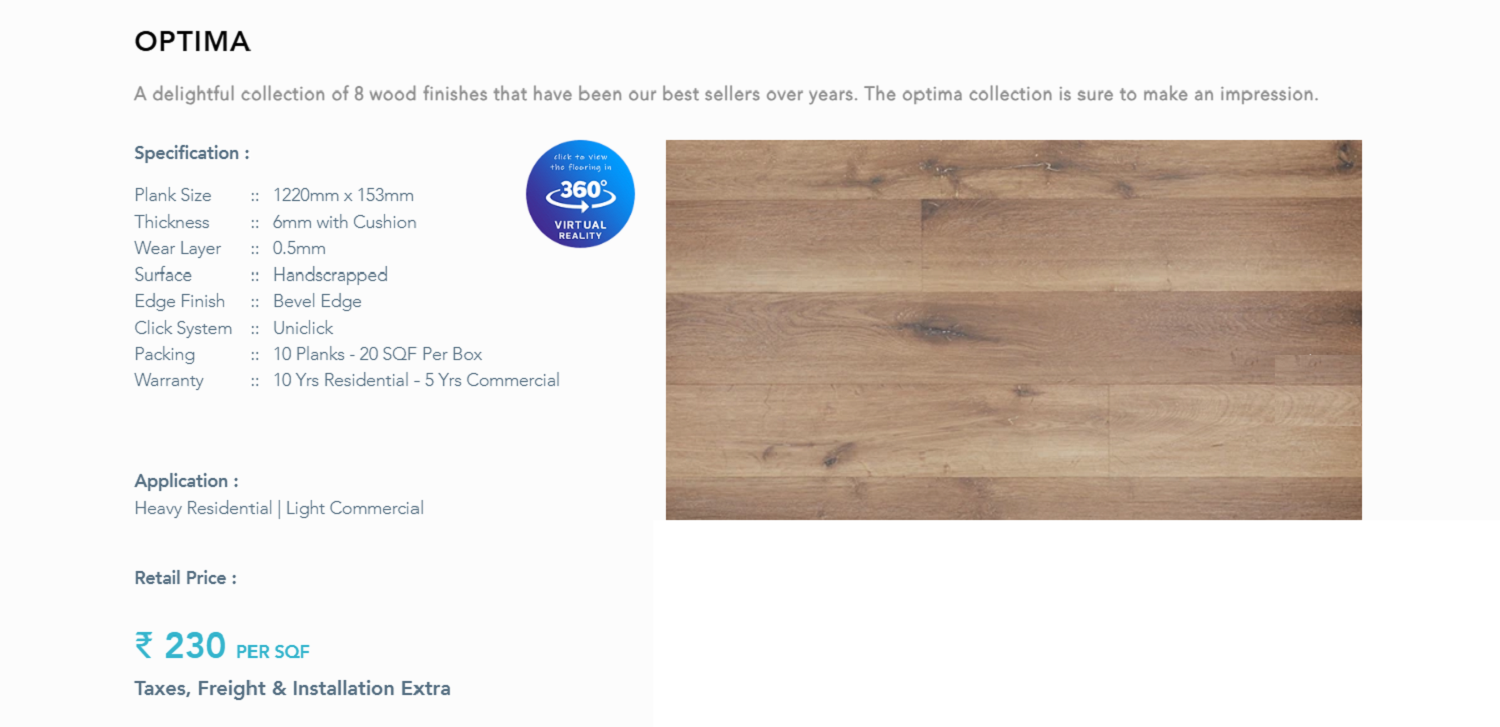 OPTIMA
A delightful collection of 8 wood finishes that have been our best sellers over years. The optima collection is sure to make an impression.
Specification :
Plank Size :: 1220mm x 153mm
Thickness :: 6mm with Cushion
Wear Layer :: 0.5mm
Surface :: Handscrapped
Edge Finish :: Bevel Edge
Click System :: Uniclick
Packing :: 10 Planks - 20 SQF Per Box
Warranty :: 10 Yrs Residential - 5 Yrs Commercial
click to view
the flooring in
360°
VIRTUAL
REALITY
Application :
Heavy Residential | Light Commercial
Retail Price :
₹ 230 PER SQF
Taxes, Freight & Installation Extra